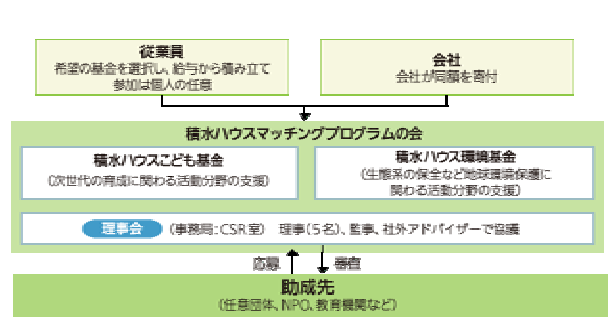 従業員
希望の基金を選択し、給与から積み立て
参加は個人の任意
会社
会社が同額を寄付
積水ハウスマッチングプログラムの会
積水ハウスこども基金
(次世代の育成に関わる活動分野の支援)
積水ハウス環境基金
(生態系の保全など地球環境保護に
関わる活動分野の支援)
理事会 (事務局:CSR室) 理事(5名)、監事、社外アドバイザーで協議
応募 審査
助成先
(任意団体、NPO、教育機関など)